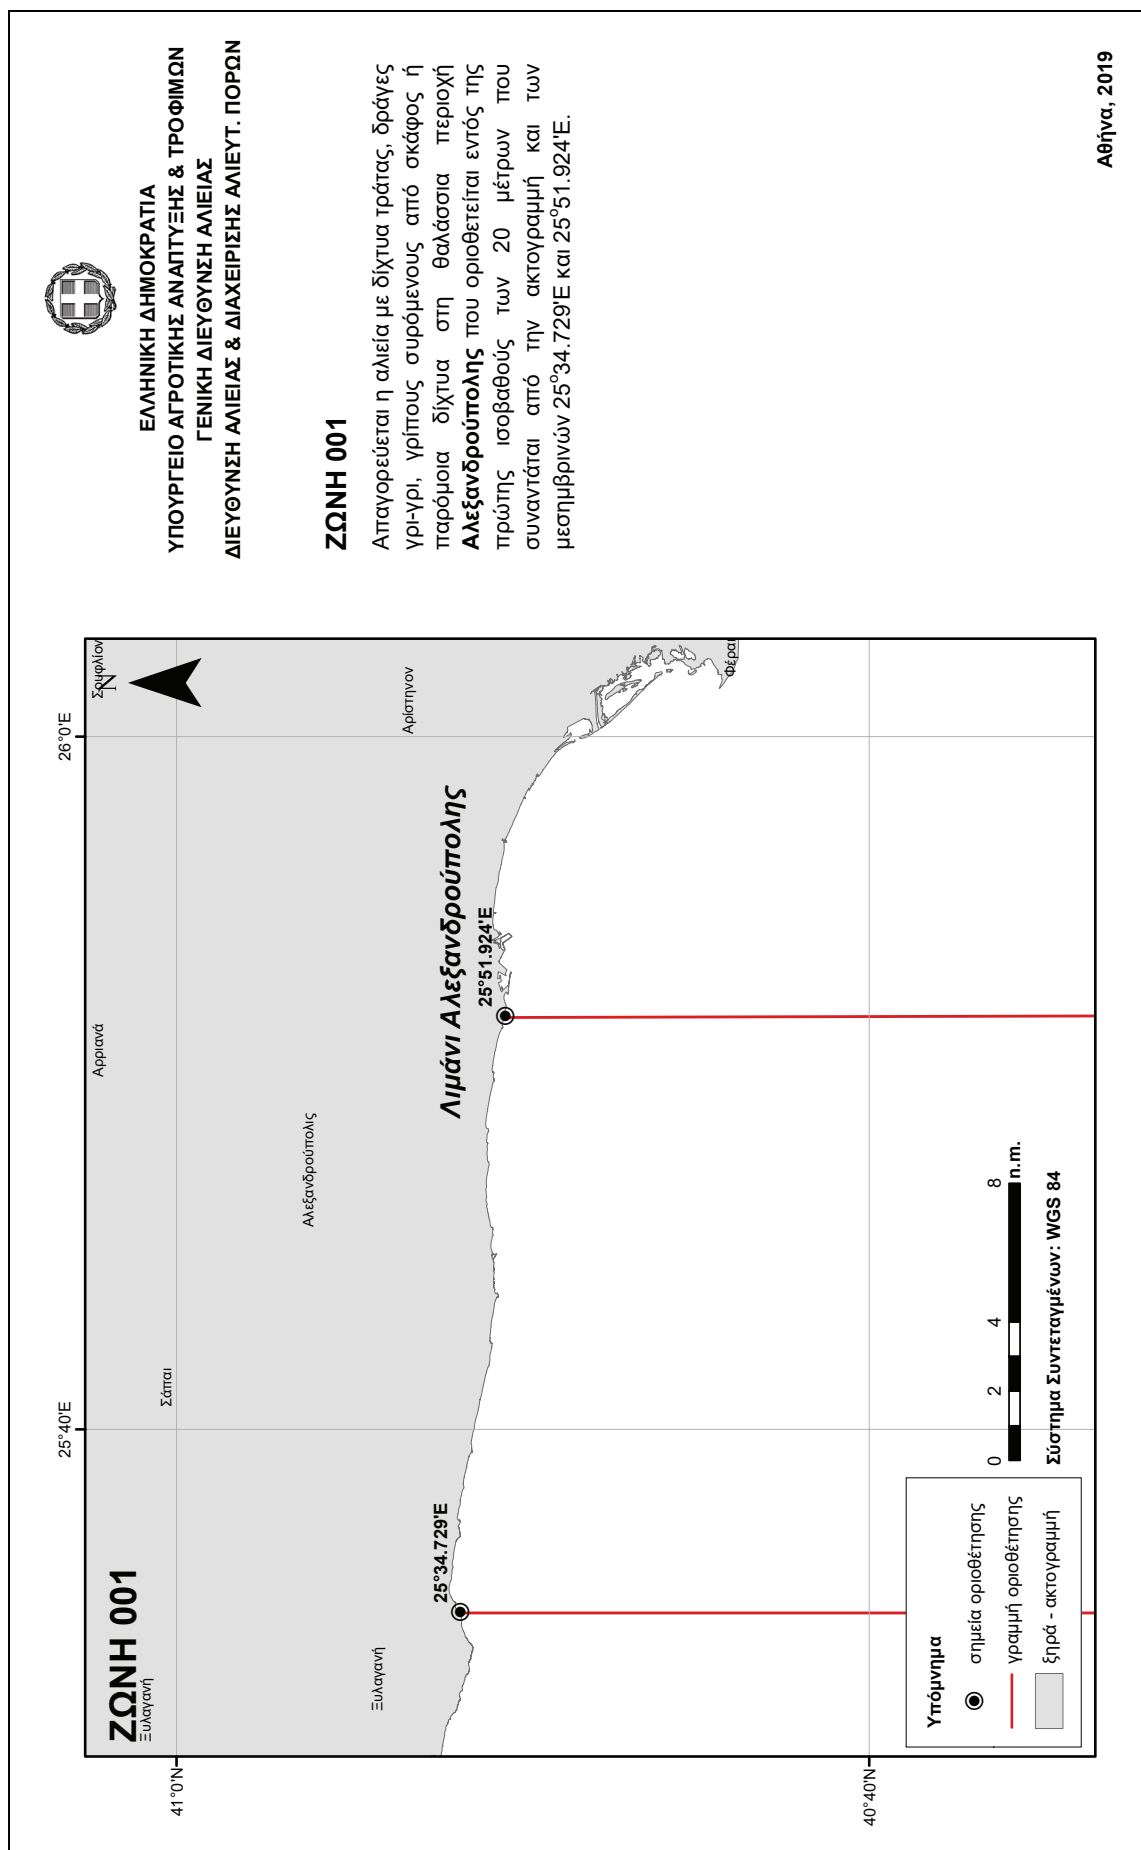 ΕΛΛΗΝΙΚΗ ΔΗΜΟΚΡΑΤΙΑ
ΥΠΟΥΡΓΕΙΟ ΑΓΡΟΤΙΚΗΣ ΑΝΑΠΤΥΞΗΣ & ΤΡΟΦΙΜΩΝ
ΓΕΝΙΚΗ ΔΙΕΥΘΥΝΣΗ ΑΛΙΕΙΑΣ
ΔΙΕΥΘΥΝΣΗ ΑΛΙΕΙΑΣ & ΔΙΑΧΕΙΡΙΣΗΣ ΑΛΙΕΥΤ. ΠΟΡΩΝ
ΖΩΝΗ 001
Απαγορεύεται η αλιεία με δίχτυα τράτας, δράγες
γρι-γρι, γρίπους συρόμενους από σκάφος ή
παρόμοια δίχτυα στη θαλάσσια περιοχή
Αλεξανδρούπολης που οριοθετείται εντός της
πρώτης ισοβαθούς των 20 μέτρων που
συναντάται από την ακτογραμμή και των
μεσημβρινών 25°34.729'Ε και 25°51.924'Ε.
Αθήνα, 2019
ΖΩΝΗ 001
Ξυλαγανή
25°40'E
26°0'E
41°0'N
40°40'N
Σουφλίον
N
Αρριανά
Σάππαι
Αλεξανδρούπολις
Αρίστηνον
Ξυλαγανή
Φέραι
Λιμάνι Αλεξανδρούπολης
25°34.729'E
25°51.924'E
Υπόμνημα
σημεία οριοθέτησης
γραμμή οριοθέτησης
ξηρά - ακτογραμμή
0 2 4 8
n.m.
Σύστημα Συντεταγμένων: WGS 84